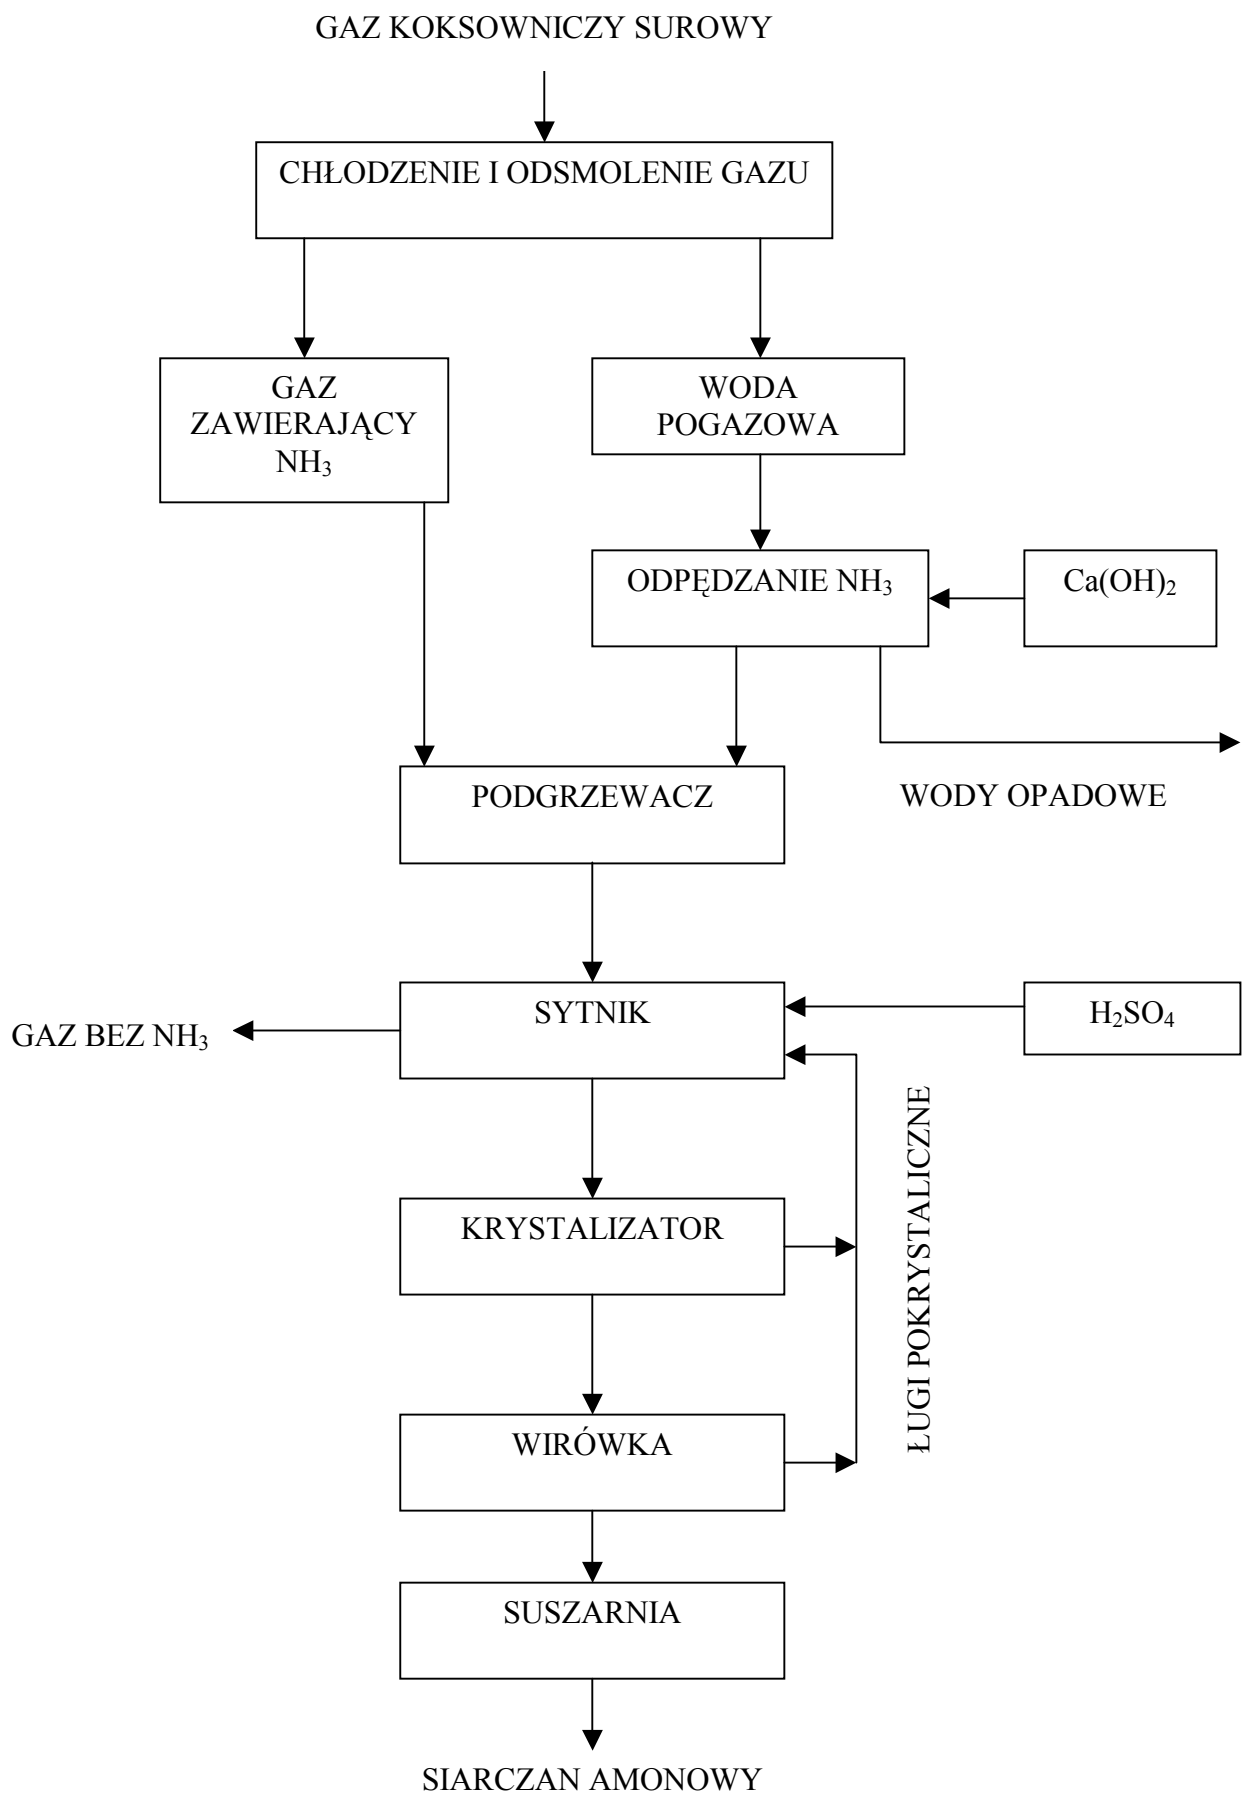 GAZ KOKSOWNICZY SUROWY
CHŁODZENIE I ODSMOLENIE GAZU
GAZ
ZAWIERAJĄCY
NH₃
WODA
POGAZOWA
ODPĘDZANIE NH₃
Ca(OH)₂
PODGRZEWACZ
WODY OPADOWE
SYTNIK
H₂SO₄
GAZ BEZ NH₃
ŁUGI POKRYSTALICZNE
KRYSTALIZATOR
WIRÓWKA
SUSZARNIA
SIARCZAN AMONOWY